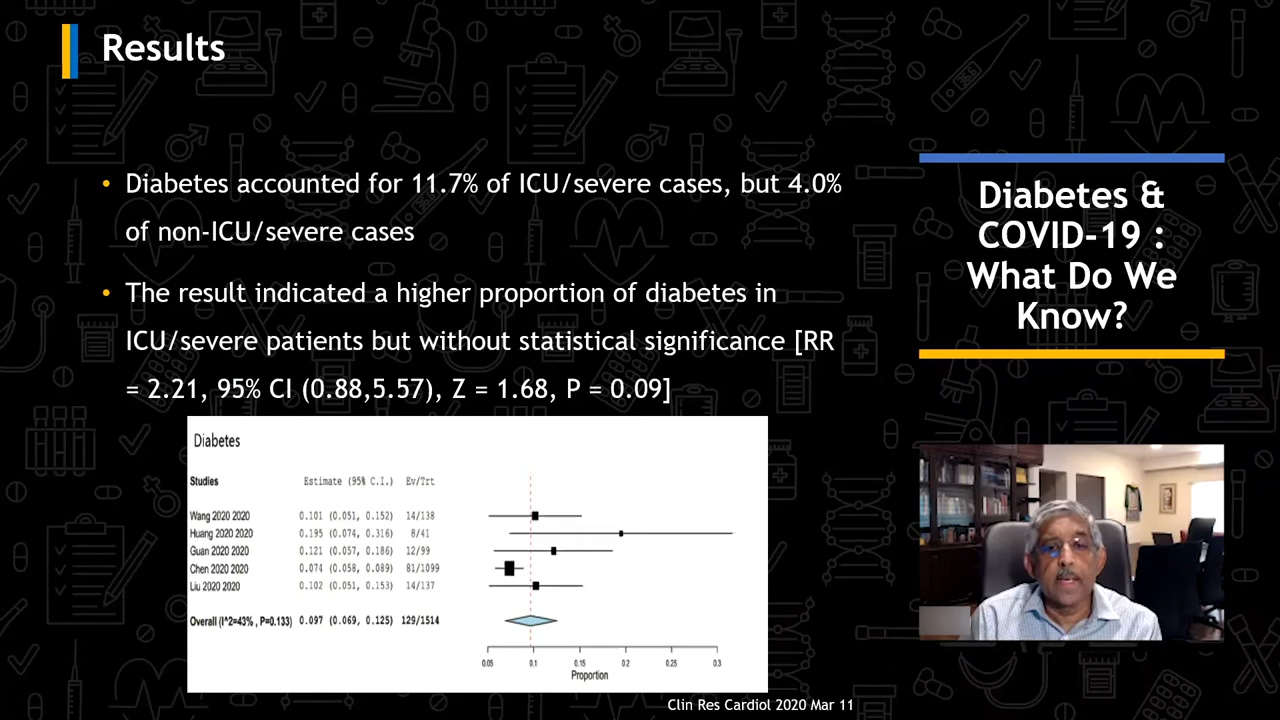 Results
• Diabetes accounted for 11.7% of ICU/severe cases, but 4.0%
of non-ICU/severe cases
• The result indicated a higher proportion of diabetes in
ICU/severe patients but without statistical significance [RR
= 2.21, 95% CI (0.88,5.57), Z = 1.68, P = 0.09]
Diabetes
Studies Estimate (95% C.I.) Ev/Trt
Wang 2020 2020 0.101 (0.051, 0.152) 14/138
Huang 2020 2020 0.195 (0.074, 0.316) 8/41
Guan 2020 2020 0.121 (0.057, 0.186) 12/99
Chen 2020 2020 0.074 (0.058, 0.089) 81/1099
Liu 2020 2020 0.102 (0.051, 0.153) 14/137
Overall (I^2=43% , P=0.133) 0.097 (0.069, 0.125) 129/1514
0.05 0.1 0.15 0.2 0.25 0.3
Proportion
Clin Res Cardiol 2020 Mar 11
Diabetes &
COVID-19 :
What Do We
Know?